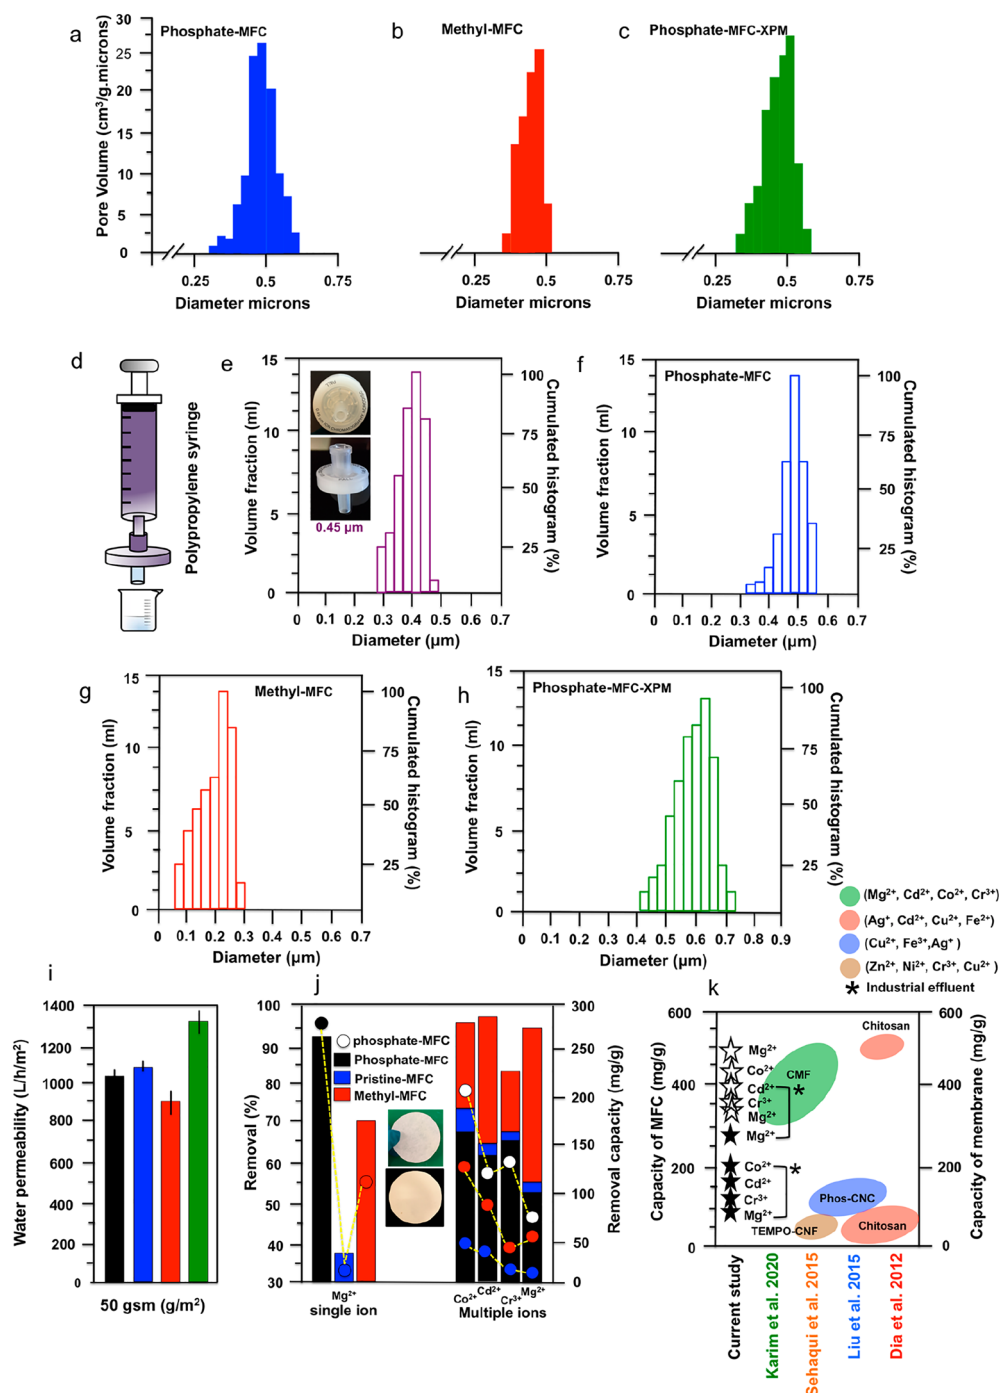 a
Phosphate-MFC
b
Methyl-MFC
c
Phosphate-MFC-XPM
Pore Volume (cm³/g.microns)
30
25
20
15
10
5
0
0.25
0.5
0.75
Diameter microns
0.25
0.5
0.75
Diameter microns
0.25
0.5
0.75
Diameter microns
d
Polypropylene syringe
e
Volume fraction (ml)
15
10
5
0
0.45 µm
100
75
50
25
Cumulated histogram (%)
0 0.1 0.2 0.3 0.4 0.5 0.6 0.7
Diameter (µm)
f
Phosphate-MFC
Volume fraction (ml)
15
10
5
0
100
75
50
25
Cumulated histogram (%)
0 0.1 0.2 0.3 0.4 0.5 0.6 0.7
Diameter (µm)
g
Methyl-MFC
Volume fraction (ml)
15
10
5
0
100
75
50
25
Cumulated histogram (%)
0 0.1 0.2 0.3 0.4 0.5 0.6 0.7
Diameter (µm)
h
Phosphate-MFC-XPM
Volume fraction (ml)
15
10
5
0
100
75
50
25
Cumulated histogram (%)
0 0.1 0.2 0.3 0.4 0.5 0.6 0.7 0.8 0.9
Diameter (µm)
(Mg²⁺, Cd²⁺, Co²⁺, Cr³⁺)
(Ag⁺, Cd²⁺, Cu²⁺, Fe²⁺)
(Cu²⁺, Fe³⁺,Ag⁺ )
(Zn²⁺, Ni²⁺, Cr³⁺, Cu²⁺ )
* Industrial effluent
i
Water permeability (L/h/m²)
1400
1200
1000
800
600
400
200
0
50 gsm (g/m²)
j
Removal (%)
100
90
80
70
60
50
40
30
phosphate-MFC
Phosphate-MFC
Pristine-MFC
Methyl-MFC
300
250
200
150
100
50
0
Removal capacity (mg/g)
Mg²⁺
single ion
Co²⁺
Cd²⁺
Cr³⁺
Mg²⁺
Multiple ions
k
Capacity of MFC (mg/g)
600
400
200
0
Mg²⁺
Co²⁺
Cd²⁺
Cr³⁺
Mg²⁺
Mg²⁺
Co²⁺
Cd²⁺
Cr³⁺
Mg²⁺
*
*
CMF
Chitosan
Phos-CNC
TEMPO-CNF
Chitosan
600
400
200
0
Capacity of membrane (mg/g)
Current study
Karim et al. 2020
Sehaqui et al. 2015
Liu et al. 2015
Dia et al. 2012